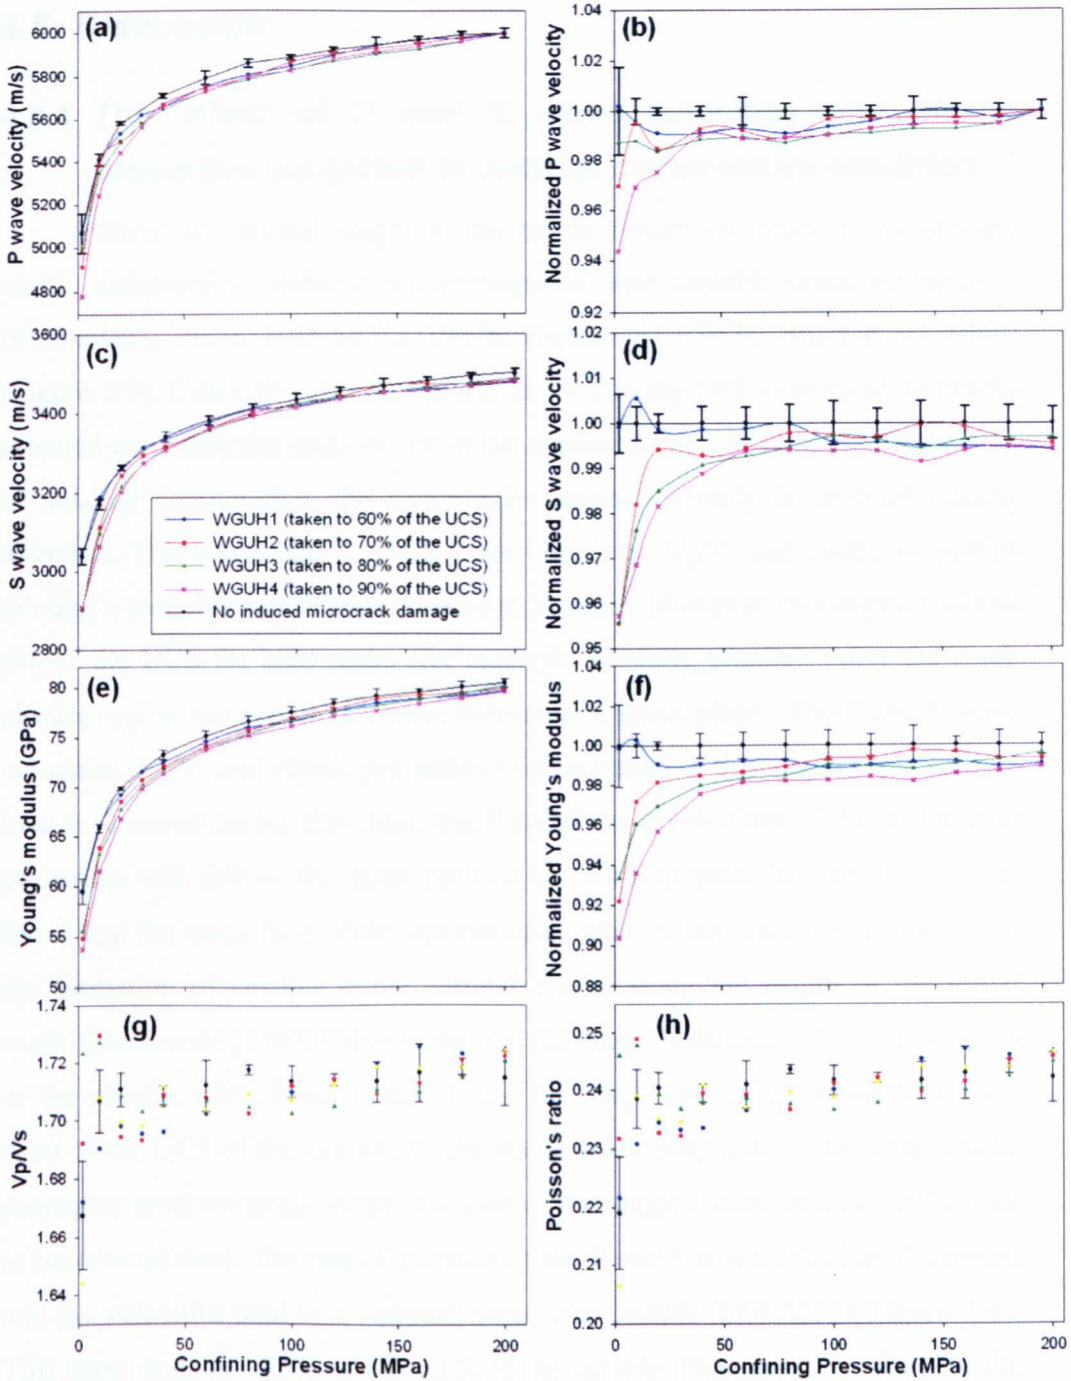 (a)
P wave velocity (m/s)
6000
5800
5600
5400
5200
5000
4800
(b)
Normalized P wave velocity
1.04
1.02
1.00
0.98
0.96
0.94
0.92
(c)
S wave velocity (m/s)
3600
3400
3200
3000
2800
WGUH1 (taken to 60% of the UCS)
WGUH2 (taken to 70% of the UCS)
WGUH3 (taken to 80% of the UCS)
WGUH4 (taken to 90% of the UCS)
No induced microcrack damage
(d)
Normalized S wave velocity
1.02
1.01
1.00
0.99
0.98
0.97
0.96
0.95
(e)
Young's modulus (GPa)
80
75
70
65
60
55
50
(f)
Normalized Young's modulus
1.04
1.02
1.00
0.98
0.96
0.94
0.92
0.90
0.88
(g)
Vp/Vs
1.74
1.72
1.70
1.68
1.66
1.64
0 50 100 150 200
Confining Pressure (MPa)
(h)
Poisson's ratio
0.25
0.24
0.23
0.22
0.21
0.20
0 50 100 150 200
Confining Pressure (MPa)